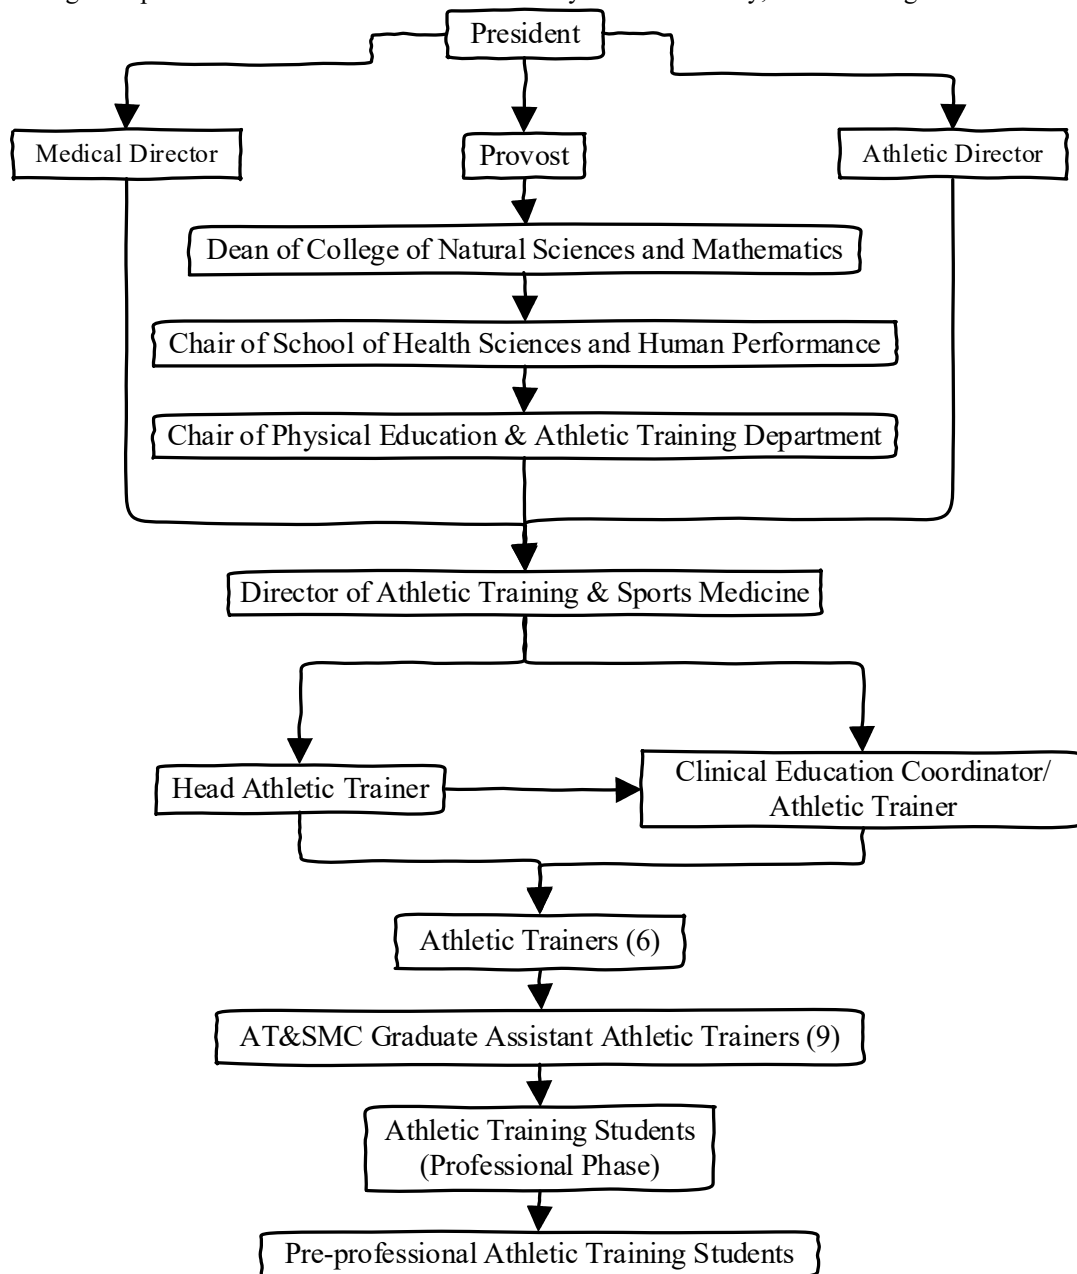 President
Medical Director
Provost
Athletic Director
Dean of College of Natural Sciences and Mathematics
Chair of School of Health Sciences and Human Performance
Chair of Physical Education & Athletic Training Department
Director of Athletic Training & Sports Medicine
Head Athletic Trainer
Clinical Education Coordinator/
Athletic Trainer
Athletic Trainers (6)
AT&SMC Graduate Assistant Athletic Trainers (9)
Athletic Training Students
(Professional Phase)
Pre-professional Athletic Training Students